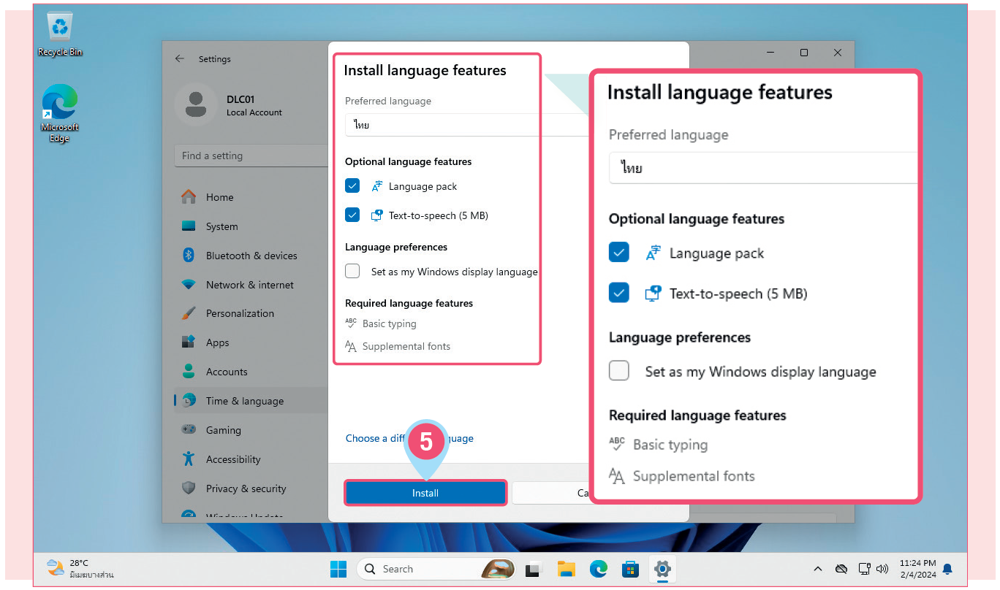 Recycle Bin
Microsoft
Edge
Settings
DLC01
Local Account
Find a setting
Home
System
Bluetooth & devices
Network & internet
Personalization
Apps
Accounts
Time & language
Gaming
Accessibility
Privacy & security
Windows Update
Install language features
Preferred language
ไทย
Optional language features
Language pack
Text-to-speech (5 MB)
Language preferences
Set as my Windows display language
Required language features
ABC Basic typing
Supplemental fonts
Choose a diff
5
uage
Install
Ca
Install language features
Preferred language
ไทย
Optional language features
Language pack
Text-to-speech (5 MB)
Language preferences
Set as my Windows display language
Required language features
ABC Basic typing
Supplemental fonts
28°C
มีเมฆบางส่วน
Search
11:24 PM
2/4/2024